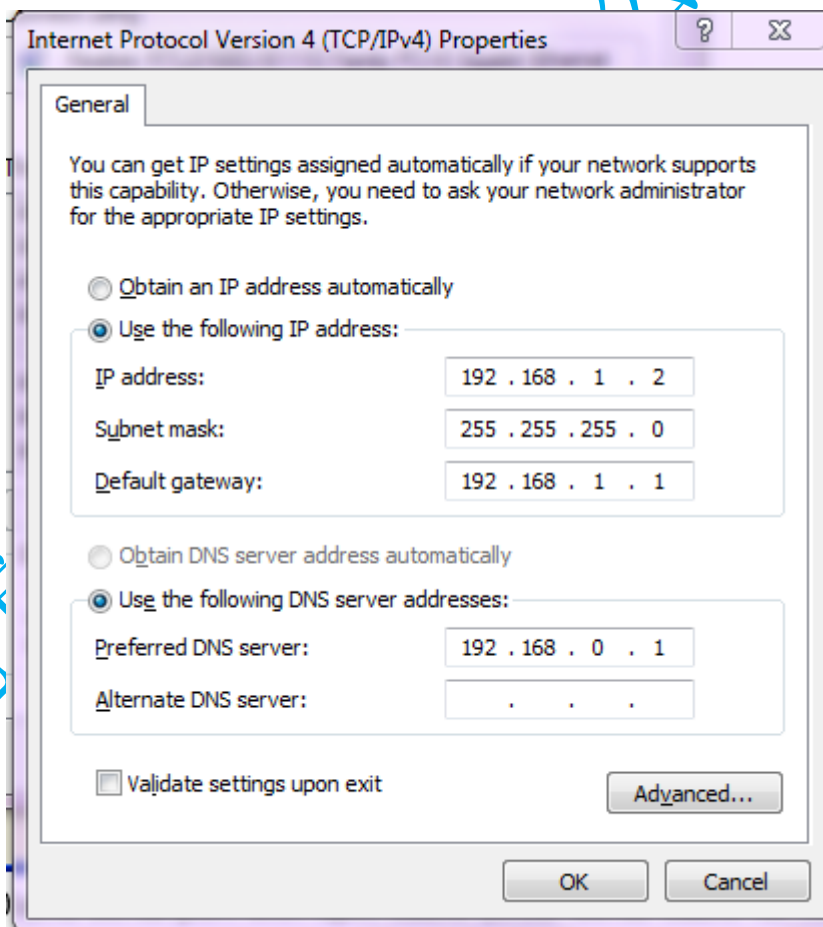 Internet Protocol Version 4 (TCP/IPv4) Properties
General
You can get IP settings assigned automatically if your network supports
this capability. Otherwise, you need to ask your network administrator
for the appropriate IP settings.
Obtain an IP address automatically
Use the following IP address:
IP address: 192 . 168 . 1 . 2
Subnet mask: 255 . 255 . 255 . 0
Default gateway: 192 . 168 . 1 . 1
Obtain DNS server address automatically
Use the following DNS server addresses:
Preferred DNS server: 192 . 168 . 0 . 1
Alternate DNS server: . . .
Validate settings upon exit
Advanced...
OK Cancel